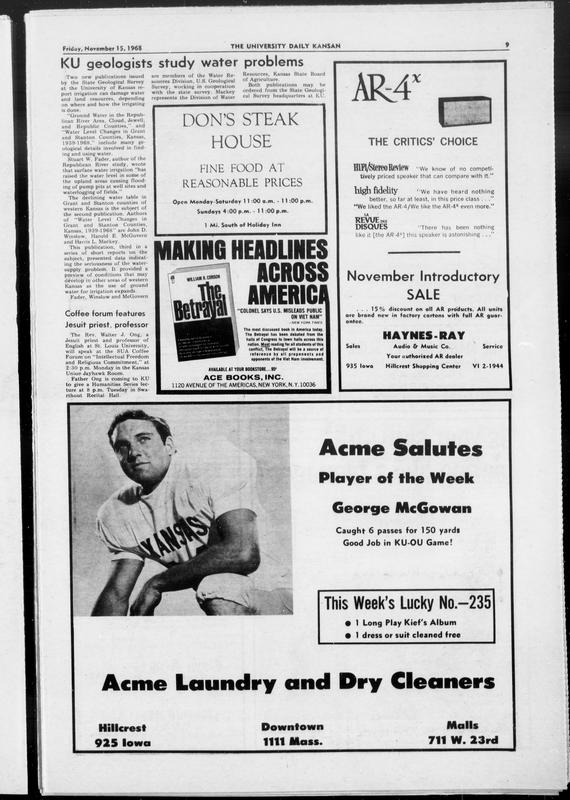 Friday, November 15, 1968
THE UNIVERSITY DAILY KANSAN
9
KU geologists study water problems
Two new publications issued
by the State Geological Survey
at the University of Kansas re-
port irrigation can damage water
and land resources, depending
on where and how the irrigating
is done.
"Ground Water in the Republi-
can River Area, Cloud, Jewell,
and Republic Counties," and
"Water Level Changes in Grant
and Stanton Counties, Kansas,
1939-1968," include many ge-
ological details involved in find-
ing and using water.
Stuart W. Fader, author of the
Republican River study, wrote
that surface water irrigation "has
raised the water level in some of
the upland areas causing flood-
ing of pump pits at well sites and
waterlogging of fields."
The declining water table in
Grant and Stanton counties of
western Kansas is the subject of
the second publication. Authors
of "Water Level Changes in
Grant and Stanton Counties,
Kansas, 1939-1968" are John D.
Winslow, Harold E. McGovern
and Harris L. Mackey.
This publication, third in a
series of short reports on the
subject, presented data indicat-
ing the seriousness of the water-
supply problem. It provided a
preview of conditions that may
develop in other areas of western
Kansas as the use of ground
water for irrigation expands.
Fader, Winslow and McGovern
are members of the Water Re-
sources Division, U.S. Geological
Survey, working in cooperation
with the state survey. Mackey
represents the Division of Water
Resources, Kansas State Board
of Agriculture.
Both publications may be
ordered from the State Geologi-
cal Survey headquarters at KU.
Coffee forum features
Jesuit priest, professor
The Rev. Walter J. Ong, a
Jesuit priest and professor of
English at St. Louis University,
will speak at the SUA Coffee
Forum on "Intellectual Freedom
and Religious Commitment," at
2:30 p.m. Monday in the Kansas
Union Jayhawk Room.
Father Ong is coming to KU
to give a Humanities Series lec-
ture at 8 p.m. Tuesday in Swa-
rthout Recital Hall.
DON'S STEAK
HOUSE
FINE FOOD AT
REASONABLE PRICES
Open Monday-Saturday 11:00 a.m. - 11:00 p.m.
Sundays 4:00 p.m. - 11:00 p.m.
1 Mi. South of Holiday Inn
MAKING HEADLINES
ACROSS
AMERICA
WILLIAM R. CORSON
The
Betrayal
"COLONEL SAYS U.S. MISLEADS PUBLIC
ON VIET NAM"
—NEW YORK TIMES
The most discussed book in America today.
The Betrayal has been debated from the
halls of Congress to town halls across this
nation. Must reading for all students of this
conflict, The Betrayal will be a source of
reference by all proponents and
opponents of the Viet Nam involvement.
AVAILABLE AT YOUR BOOKSTORE...95¢
ACE BOOKS, INC.
1120 AVENUE OF THE AMERICAS, NEW YORK, N.Y. 10036
AR-4x
THE CRITICS' CHOICE
HiFi/Stereo Review "We know of no competi-
tively priced speaker that can compare with it."
high fidelity "We have heard nothing
better, so far at least, in this price class . . ."
"We liked the AR-4/We like the AR-4x even more."
LA
REVUE DES
DISQUES "There has been nothing
like it [the AR-4x] this speaker is astonishing . . ."
November Introductory
SALE
. . . . 15% discount on all AR products. All units
are brand new in factory cartons with full AR guar-
antee.
HAYNES-RAY
Sales Audio & Music Co. Service
Your authorized AR dealer
935 Iowa Hillcrest Shopping Center VI 2-1944
KANSAS
Acme Salutes
Player of the Week
George McGowan
Caught 6 passes for 150 yards
Good Job in KU-OU Game!
This Week's Lucky No.—235
● 1 Long Play Kief's Album
● 1 dress or suit cleaned free
Acme Laundry and Dry Cleaners
Hillcrest
925 Iowa
Downtown
1111 Mass.
Malls
711 W. 23rd